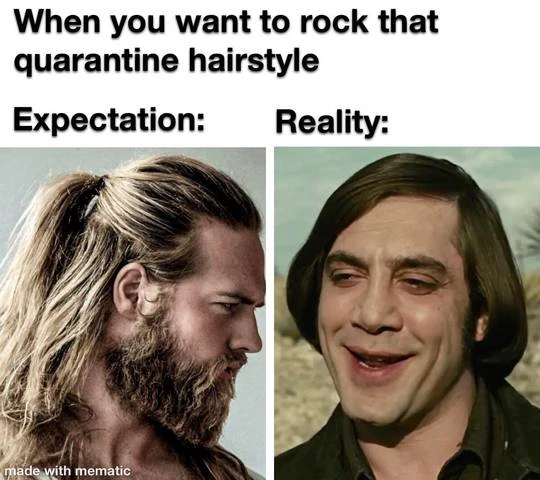 When you want to rock that
quarantine hairstyle
Expectation:
Reality:
made with mematic